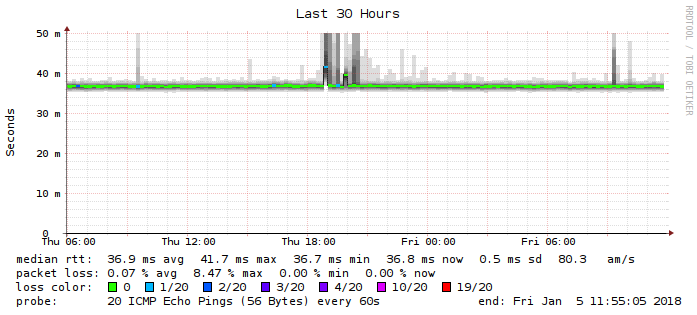 Last 30 Hours
RRDTOOL / TOBI OETIKER
Seconds
50 m
40 m
30 m
20 m
10 m
0
Thu 06:00 Thu 12:00 Thu 18:00 Fri 00:00 Fri 06:00
median rtt: 36.9 ms avg 41.7 ms max 36.7 ms min 36.8 ms now 0.5 ms sd 80.3 am/s
packet loss: 0.07 % avg 8.47 % max 0.00 % min 0.00 % now
loss color: 0 1/20 2/20 3/20 4/20 10/20 19/20
probe: 20 ICMP Echo Pings (56 Bytes) every 60s end: Fri Jan 5 11:55:05 2018